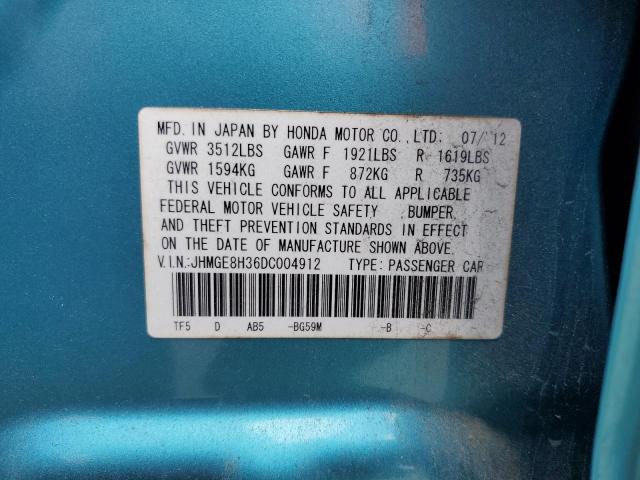 MFD. IN JAPAN BY HONDA MOTOR CO., LTD. 07/12
GVWR 3512LBS GAWR F 1921LBS R 1619LBS
GVWR 1594KG GAWR F 872KG R 735KG
THIS VEHICLE CONFORMS TO ALL APPLICABLE
FEDERAL MOTOR VEHICLE SAFETY, BUMPER,
AND THEFT PREVENTION STANDARDS IN EFFECT
ON THE DATE OF MANUFACTURE SHOWN ABOVE.
V.I.N.:JHMGE8H36DC004912 TYPE: PASSENGER CAR
TF5 D AB5 -BG59M -B -C